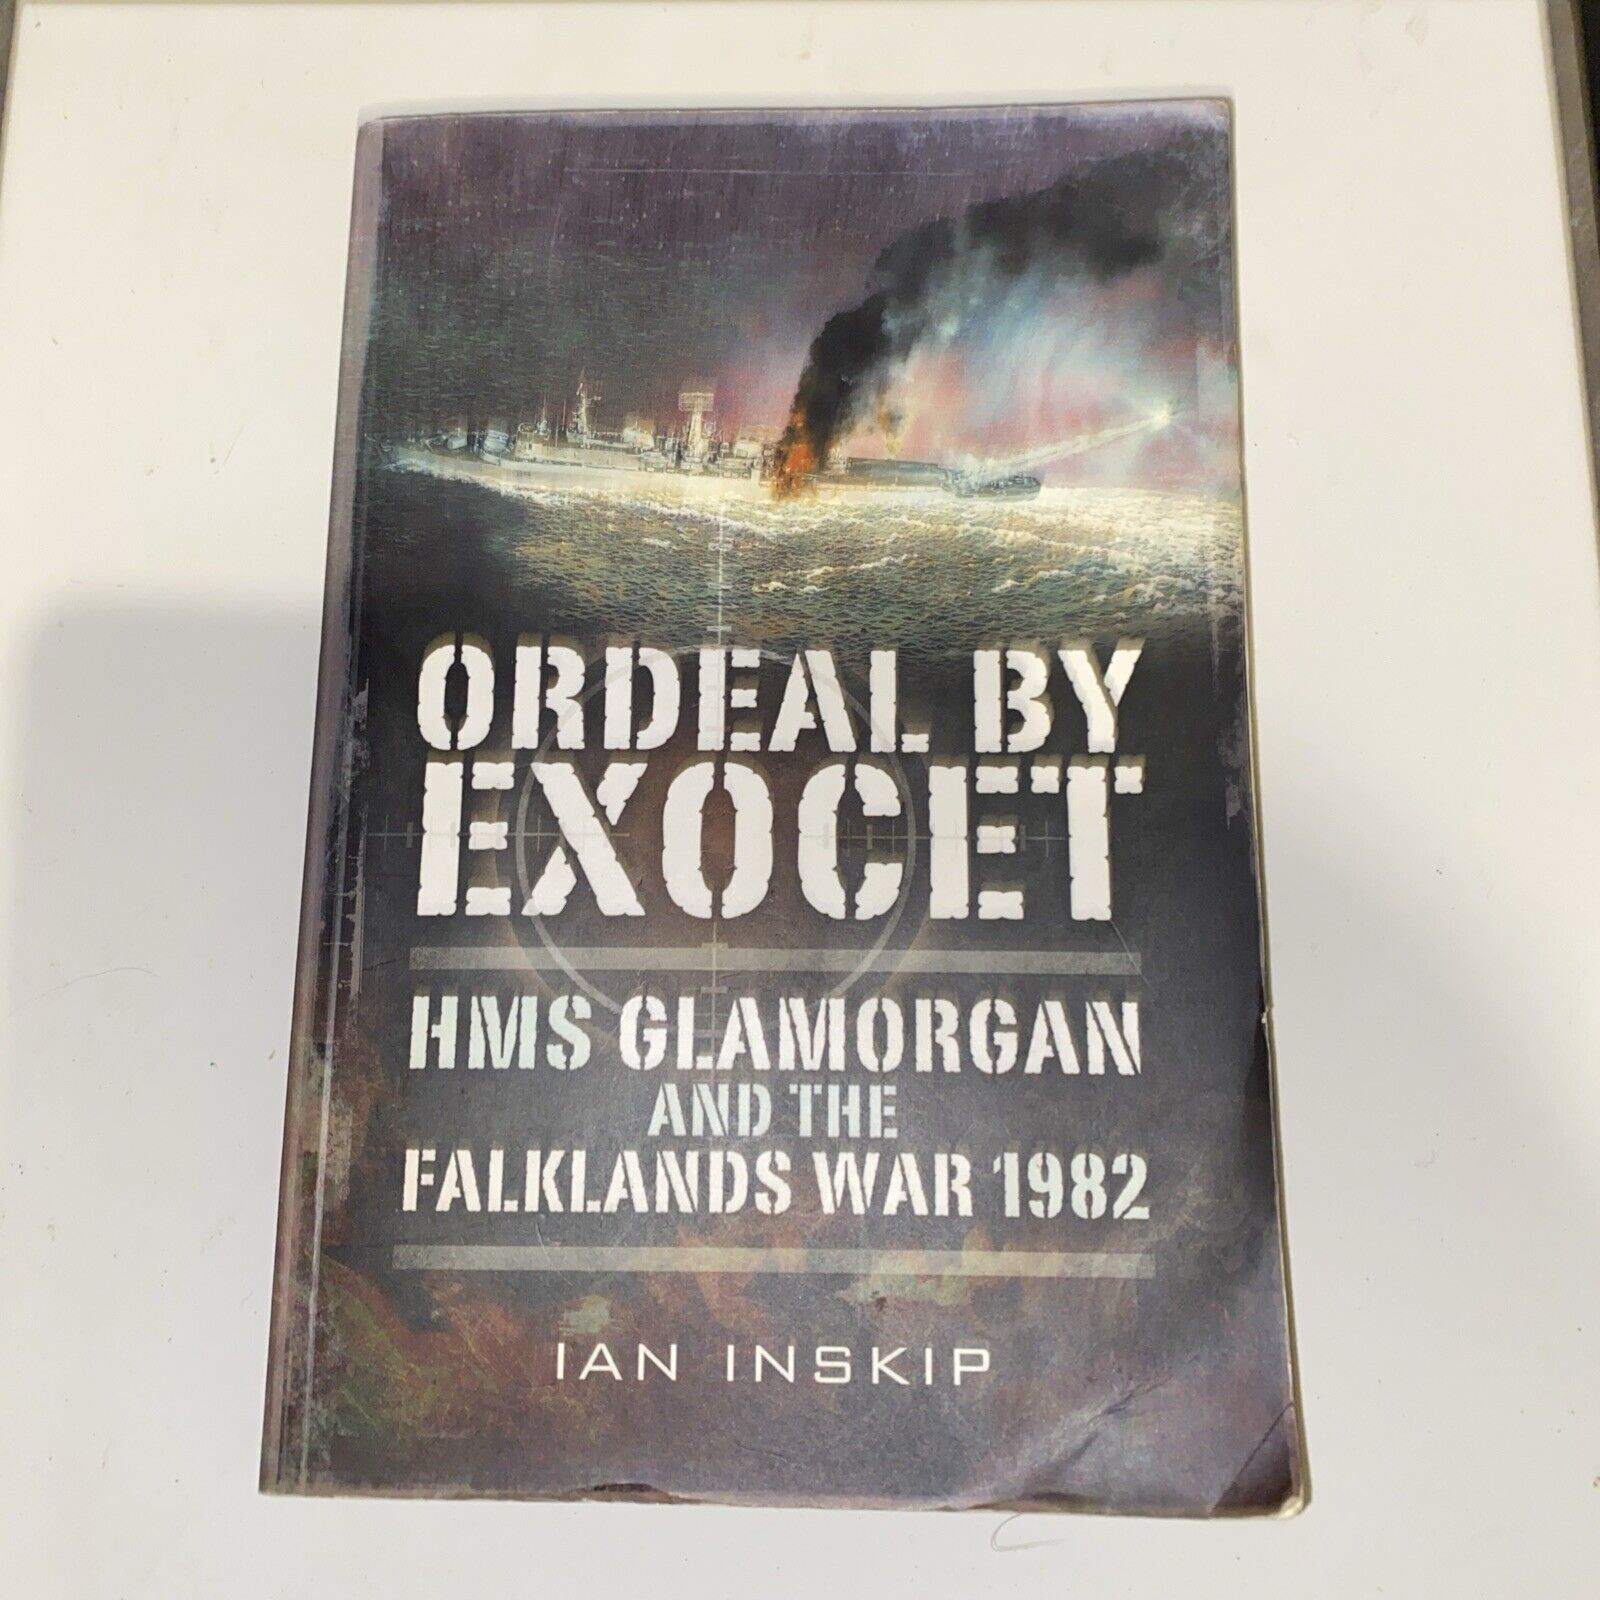 ORDEAL BY
EXOCET
HMS GLAMORGAN
AND THE
FALKLANDS WAR 1982
IAN INSKIP